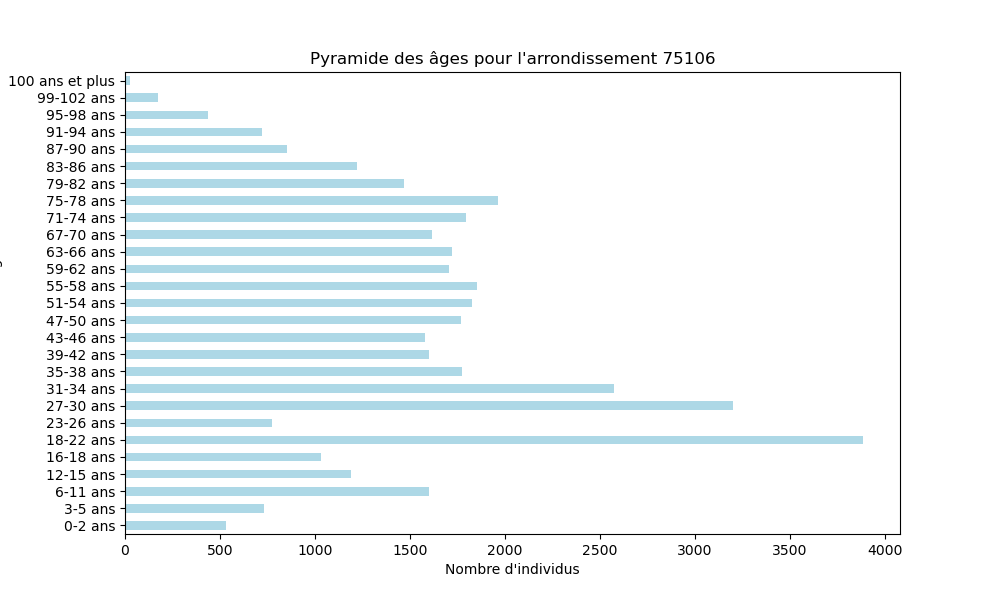 Pyramide des âges pour l'arrondissement 75106
100 ans et plus
99-102 ans
95-98 ans
91-94 ans
87-90 ans
83-86 ans
79-82 ans
75-78 ans
71-74 ans
67-70 ans
63-66 ans
59-62 ans
55-58 ans
51-54 ans
47-50 ans
43-46 ans
39-42 ans
35-38 ans
31-34 ans
27-30 ans
23-26 ans
18-22 ans
16-18 ans
12-15 ans
6-11 ans
3-5 ans
0-2 ans
0 500 1000 1500 2000 2500 3000 3500 4000
Nombre d'individus